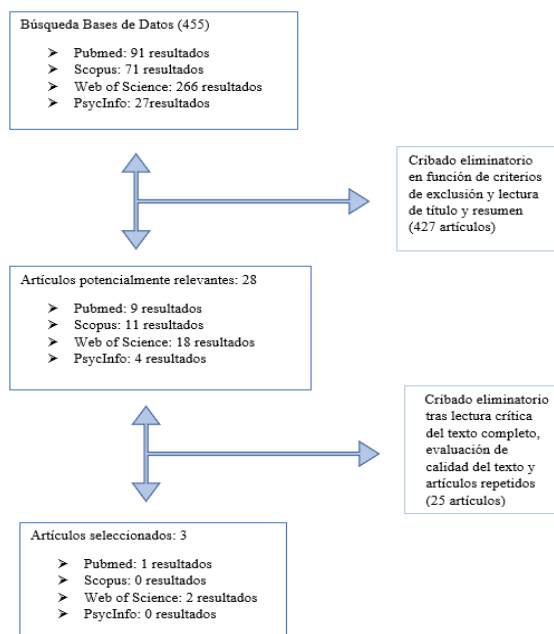 Búsqueda Bases de Datos (455)
➢ Pubmed: 91 resultados
➢ Scopus: 71 resultados
➢ Web of Science: 266 resultados
➢ PsycInfo: 27resultados
Cribado eliminatorio
en función de criterios
de exclusión y lectura
de título y resumen
(427 artículos)
Artículos potencialmente relevantes: 28
➢ Pubmed: 9 resultados
➢ Scopus: 11 resultados
➢ Web of Science: 18 resultados
➢ PsycInfo: 4 resultados
Cribado eliminatorio
tras lectura crítica
del texto completo,
evaluación de
calidad del texto y
artículos repetidos
(25 artículos)
Artículos seleccionados: 3
➢ Pubmed: 1 resultados
➢ Scopus: 0 resultados
➢ Web of Science: 2 resultados
➢ PsycInfo: 0 resultados